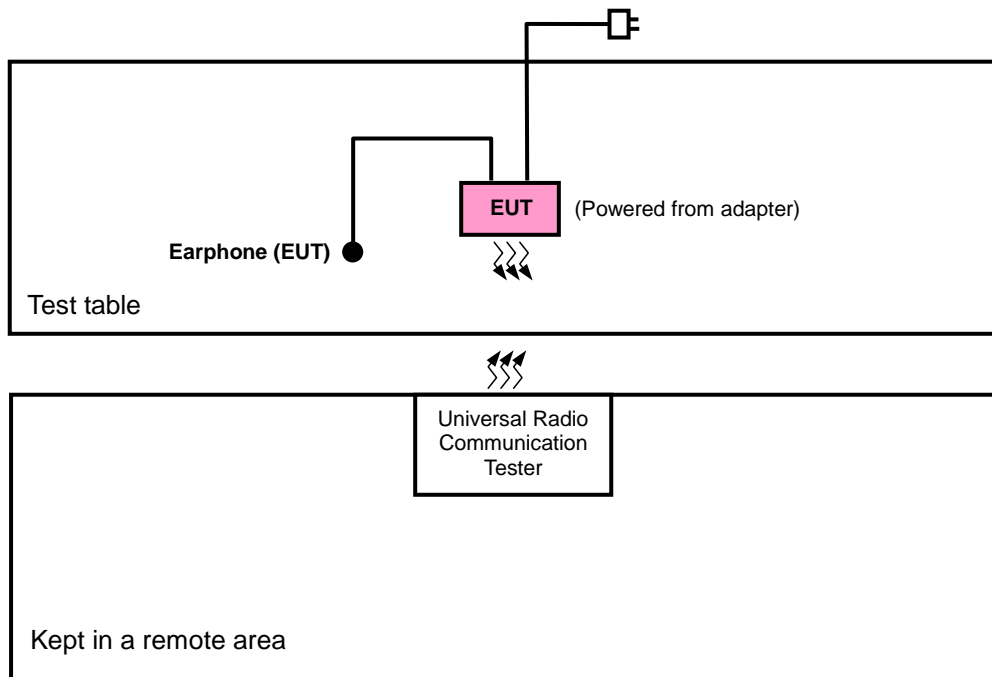 EUT
(Powered from adapter)
Earphone (EUT)
Test table
Universal Radio
Communication
Tester
Kept in a remote area